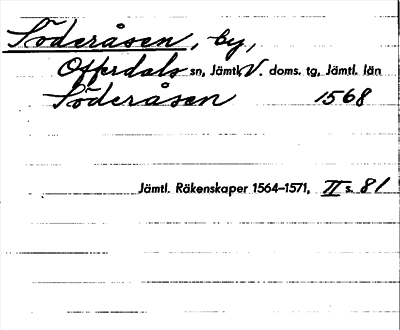 Söderåsen, by,
Offerdals sn, Jämtl. V. doms. tg, Jämtl. län
Söderåsen 1568
Jämtl. Räkenskaper 1564–1571, II s. 81